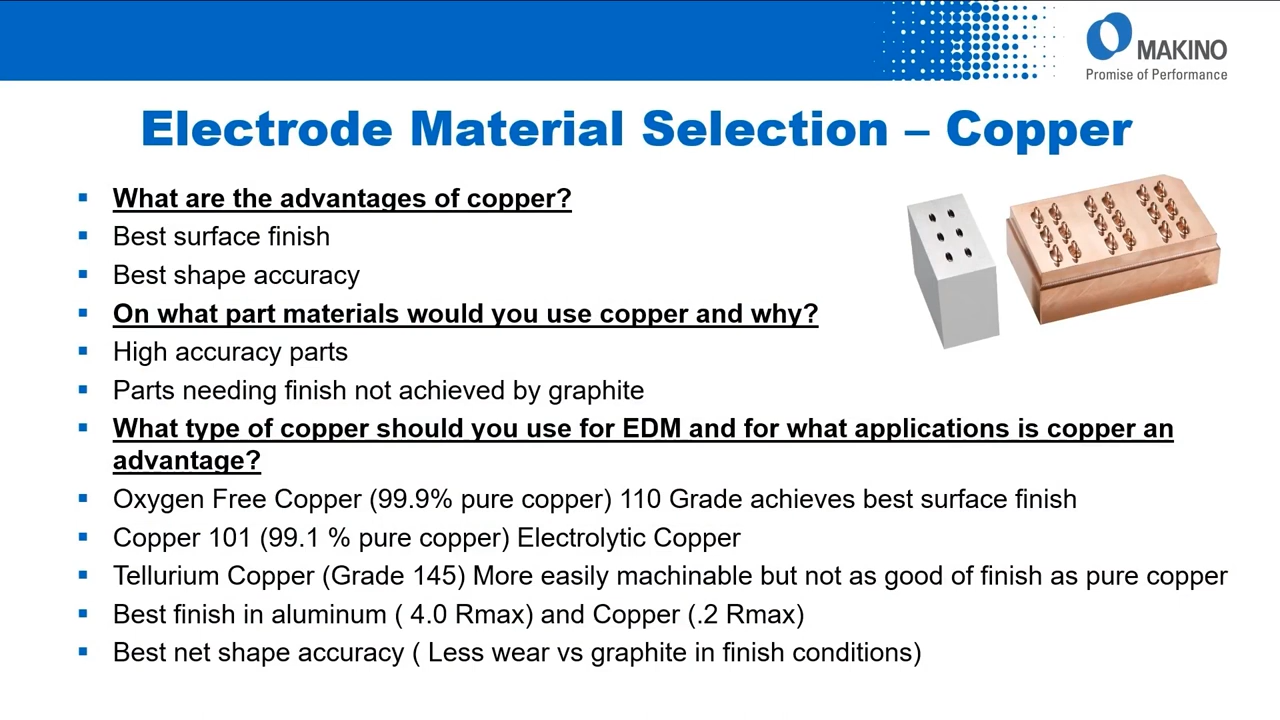 MAKINO
Promise of Performance
Electrode Material Selection – Copper
What are the advantages of copper?
Best surface finish
Best shape accuracy
On what part materials would you use copper and why?
High accuracy parts
Parts needing finish not achieved by graphite
What type of copper should you use for EDM and for what applications is copper an
advantage?
Oxygen Free Copper (99.9% pure copper) 110 Grade achieves best surface finish
Copper 101 (99.1 % pure copper) Electrolytic Copper
Tellurium Copper (Grade 145) More easily machinable but not as good of finish as pure copper
Best finish in aluminum ( 4.0 Rmax) and Copper (.2 Rmax)
Best net shape accuracy ( Less wear vs graphite in finish conditions)